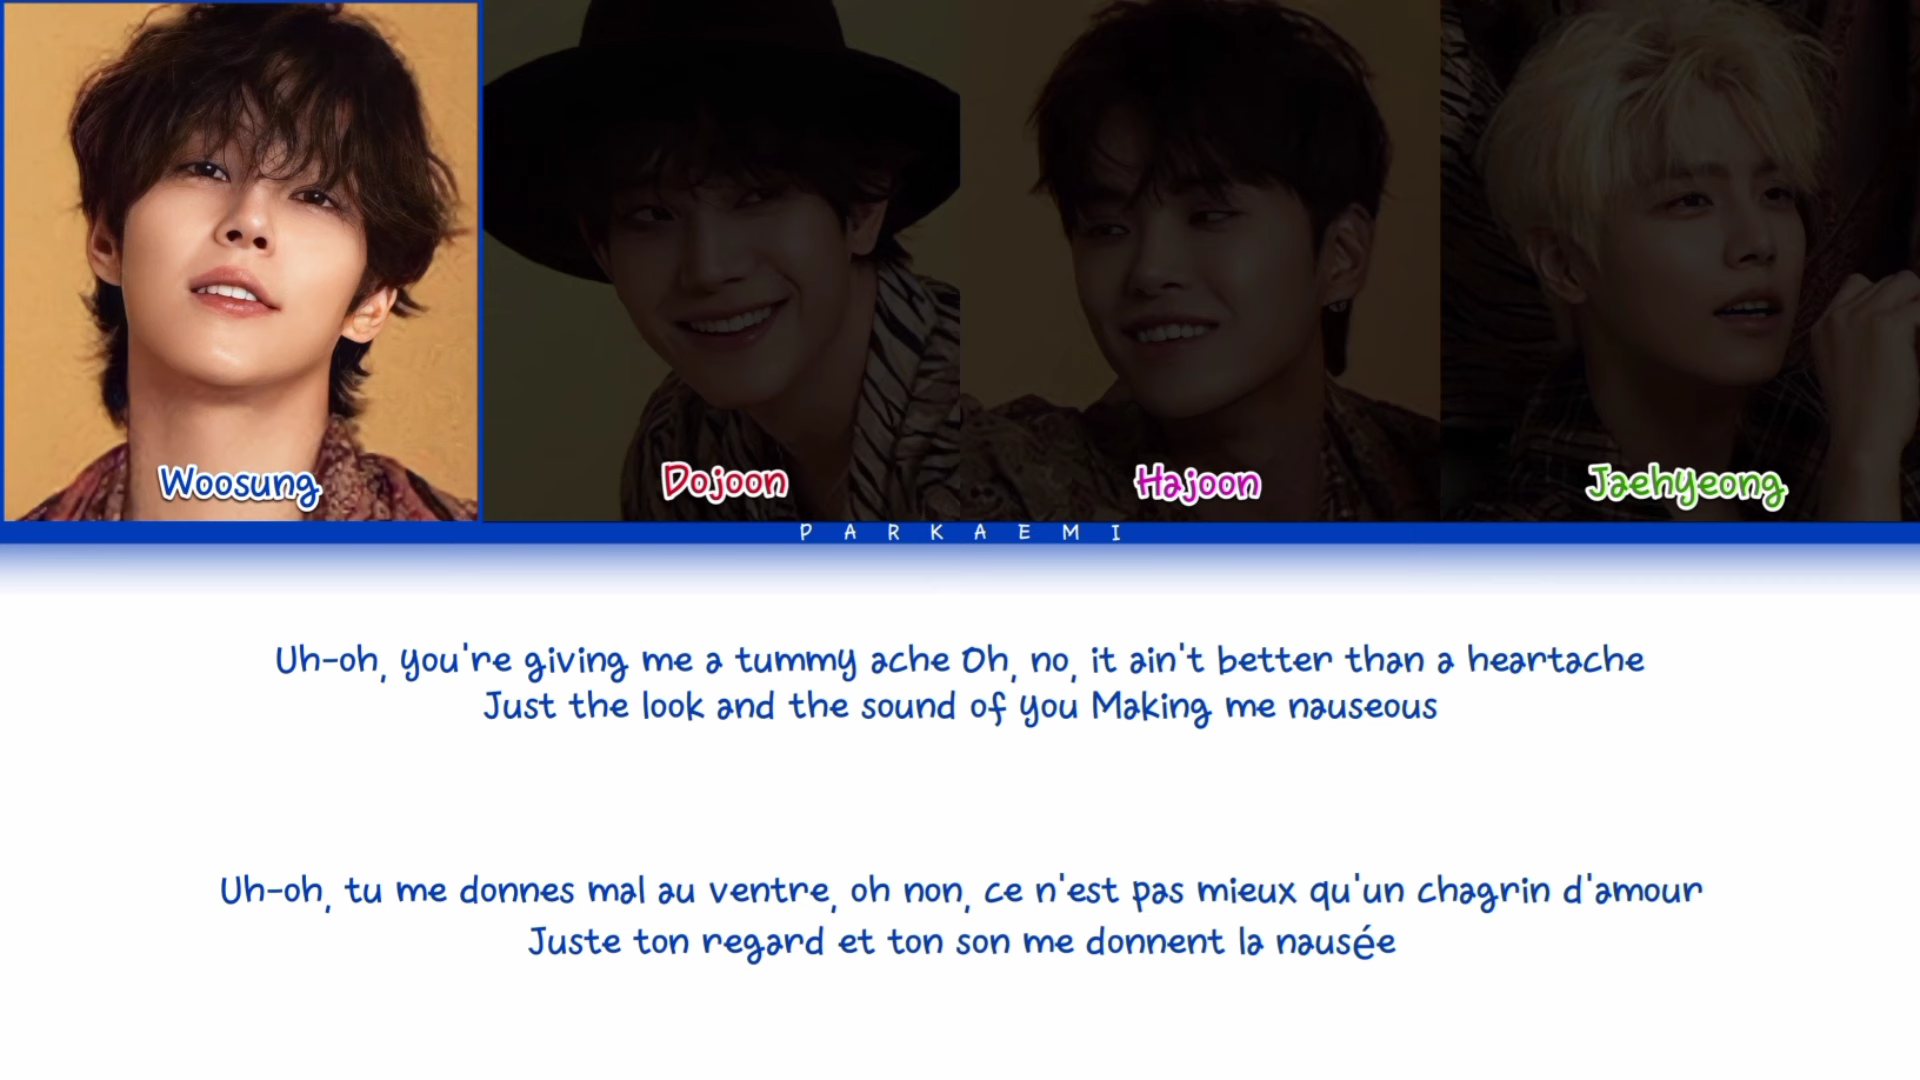 Woosung
Dojoon
Hajoon
Jaehyeong
PARKAEMI
Uh-oh, you're giving me a tummy ache Oh, no, it ain't better than a heartache
Just the look and the sound of you Making me nauseous
Uh-oh, tu me donnes mal au ventre, oh non, ce n'est pas mieux qu'un chagrin d'amour
Juste ton regard et ton son me donnent la nausée